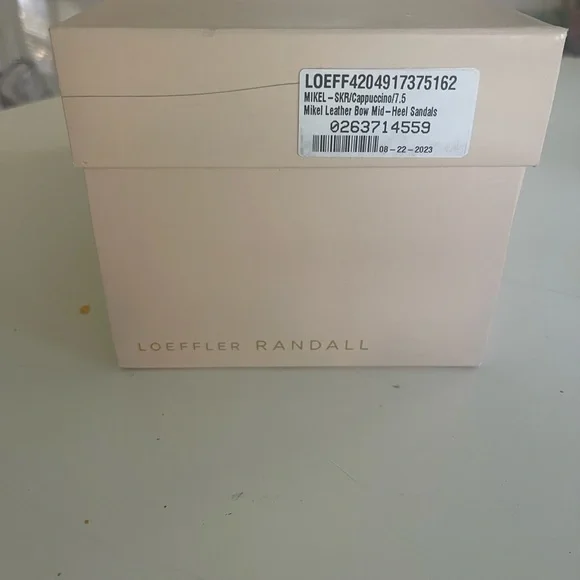 LOEFF4204917375162
MIKEL-SKR/Cappuccino/7.5
Mikel Leather Bow Mid-Heel Sandals
0263714559
08-22-2023
LOEFFLER RANDALL